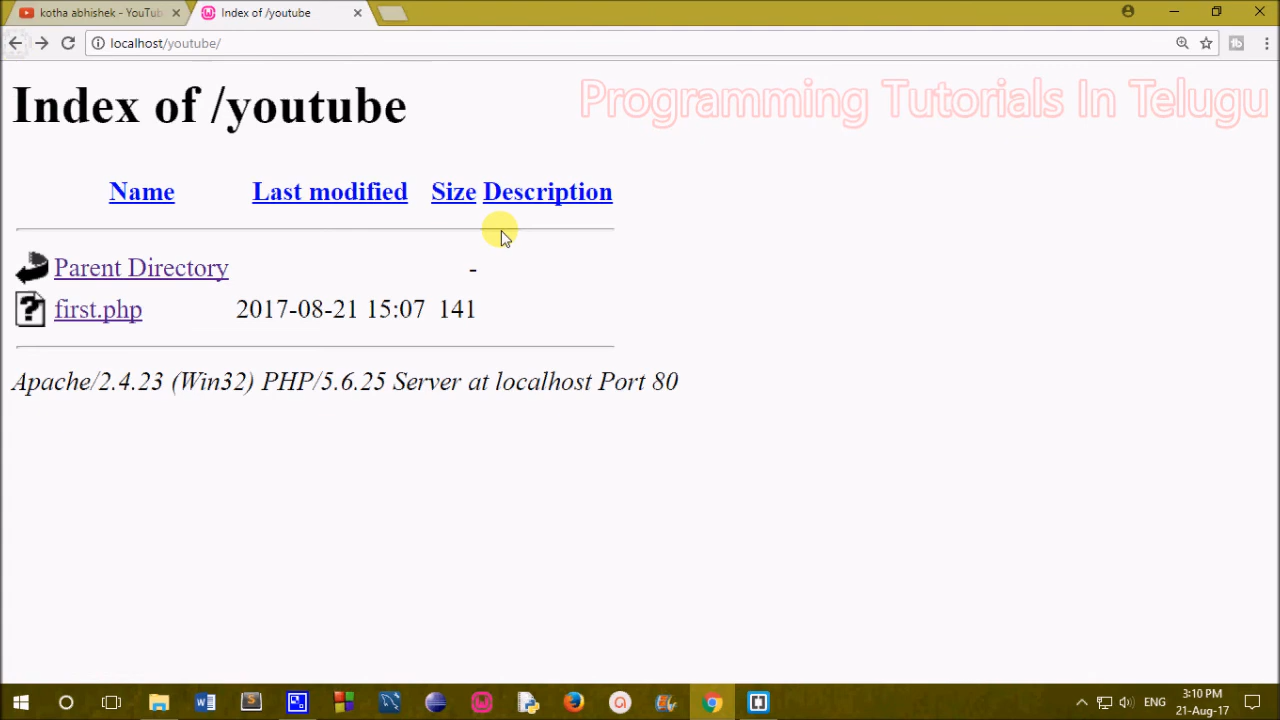 kotha abhishek - YouTub
Index of /youtube
localhost/youtube/
Programming Tutorials In Telugu
Index of /youtube
Name Last modified Size Description
Parent Directory -
first.php 2017-08-21 15:07 141
Apache/2.4.23 (Win32) PHP/5.6.25 Server at localhost Port 80
ENG
3:10 PM
21-Aug-17